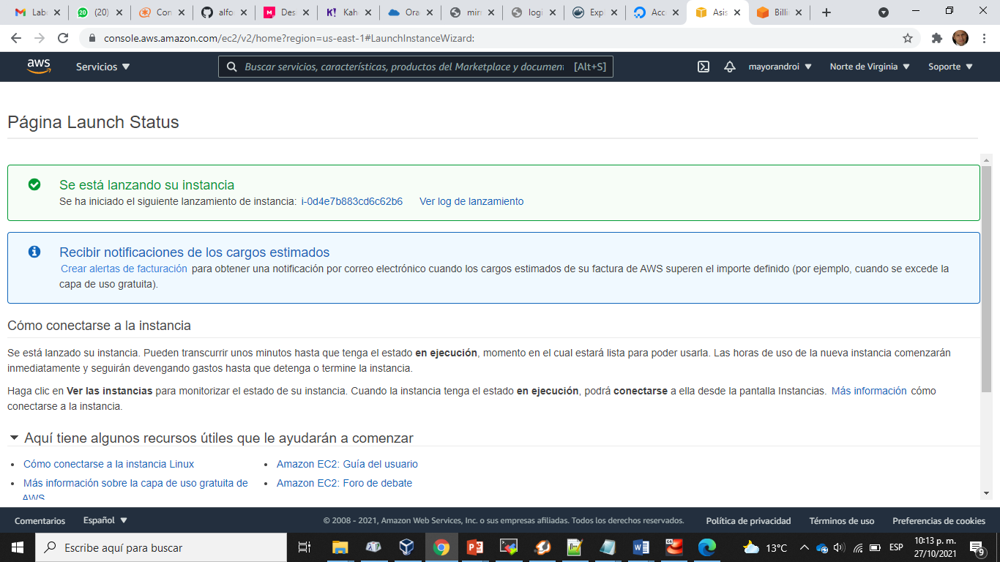 Labo
(20)
Con
alfo
Des
K! Kah
Ora
mir
logi
Exp
Acc
Asis
Billi
console.aws.amazon.com/ec2/v2/home?region=us-east-1#LaunchInstanceWizard:
aws
Servicios
Buscar servicios, características, productos del Marketplace y document
[Alt+S]
mayorandroi
Norte de Virginia
Soporte
Página Launch Status
Se está lanzando su instancia
Se ha iniciado el siguiente lanzamiento de instancia: i-0d4e7b883cd6c62b6 Ver log de lanzamiento
Recibir notificaciones de los cargos estimados
Crear alertas de facturación para obtener una notificación por correo electrónico cuando los cargos estimados de su factura de AWS superen el importe definido (por ejemplo, cuando se excede la
capa de uso gratuita).
Cómo conectarse a la instancia
Se está lanzado su instancia. Pueden transcurrir unos minutos hasta que tenga el estado en ejecución, momento en el cual estará lista para poder usarla. Las horas de uso de la nueva instancia comenzarán
inmediatamente y seguirán devengando gastos hasta que detenga o termine la instancia.
Haga clic en Ver las instancias para monitorizar el estado de su instancia. Cuando la instancia tenga el estado en ejecución, podrá conectarse a ella desde la pantalla Instancias. Más información cómo
conectarse a la instancia.
Aquí tiene algunos recursos útiles que le ayudarán a comenzar
Cómo conectarse a la instancia Linux
Amazon EC2: Guía del usuario
Más información sobre la capa de uso gratuita de
AWS
Amazon EC2: Foro de debate
Comentarios
Español
© 2008 - 2021, Amazon Web Services, Inc. o sus empresas afiliadas. Todos los derechos reservados.
Política de privacidad
Términos de uso
Preferencias de cookies
Escribe aquí para buscar
13°C
ESP
10:13 p. m.
27/10/2021
9